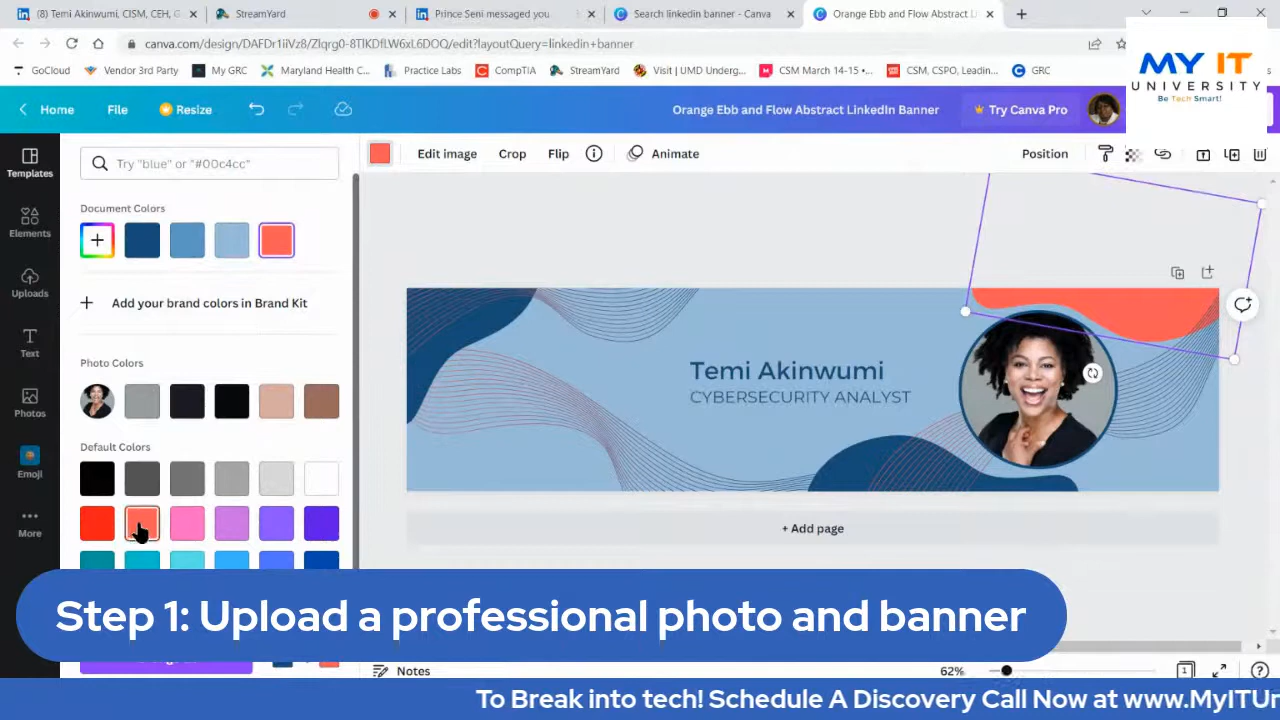 (8) Temi Akinwumi, CISM, CEH, 
StreamYard
Prince Seni messaged you
Search linkedin banner - Canva
Orange Ebb and Flow Abstract L
canva.com/design/DAFDr1iiVz8/Zlqrg0-8TlKDflW6xL6DOQ/edit?layoutQuery=linkedin+banner
GoCloud
Vendor 3rd Party
My GRC
Maryland Health C...
Practice Labs
CompTIA
StreamYard
Visit | UMD Underg...
CSM March 14-15 •...
CSM, CSPO, Leadin...
GRC
MY IT
UNIVERSITY
Be Tech Smart!
Home
File
Resize
Orange Ebb and Flow Abstract LinkedIn Banner
Try Canva Pro
Templates
Elements
Uploads
Text
Photos
Emoji
More
Try "blue" or "#00c4cc"
Document Colors
Add your brand colors in Brand Kit
Photo Colors
Default Colors
Edit image
Crop
Flip
Animate
Position
Temi Akinwumi
CYBERSECURITY ANALYST
+ Add page
Step 1: Upload a professional photo and banner
Notes
62%
1
To Break into tech! Schedule A Discovery Call Now at www.MyITUn